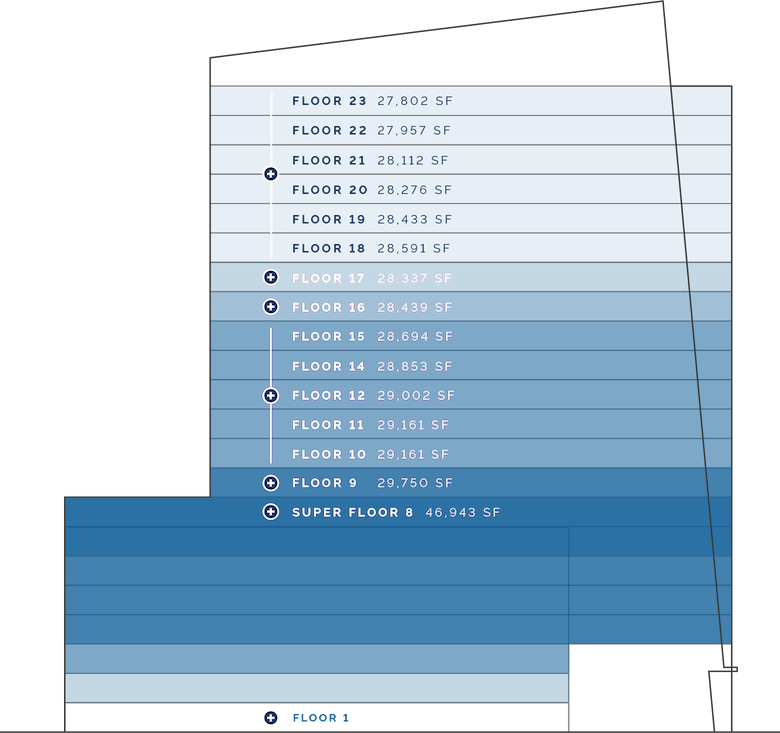 FLOOR 23 27,802 SF
FLOOR 22 27,957 SF
FLOOR 21 28,112 SF
FLOOR 20 28,276 SF
FLOOR 19 28,433 SF
FLOOR 18 28,591 SF
FLOOR 17 28,337 SF
FLOOR 16 28,439 SF
FLOOR 15 28,694 SF
FLOOR 14 28,853 SF
FLOOR 12 29,002 SF
FLOOR 11 29,161 SF
FLOOR 10 29,161 SF
FLOOR 9 29,750 SF
SUPER FLOOR 8 46,943 SF
FLOOR 1